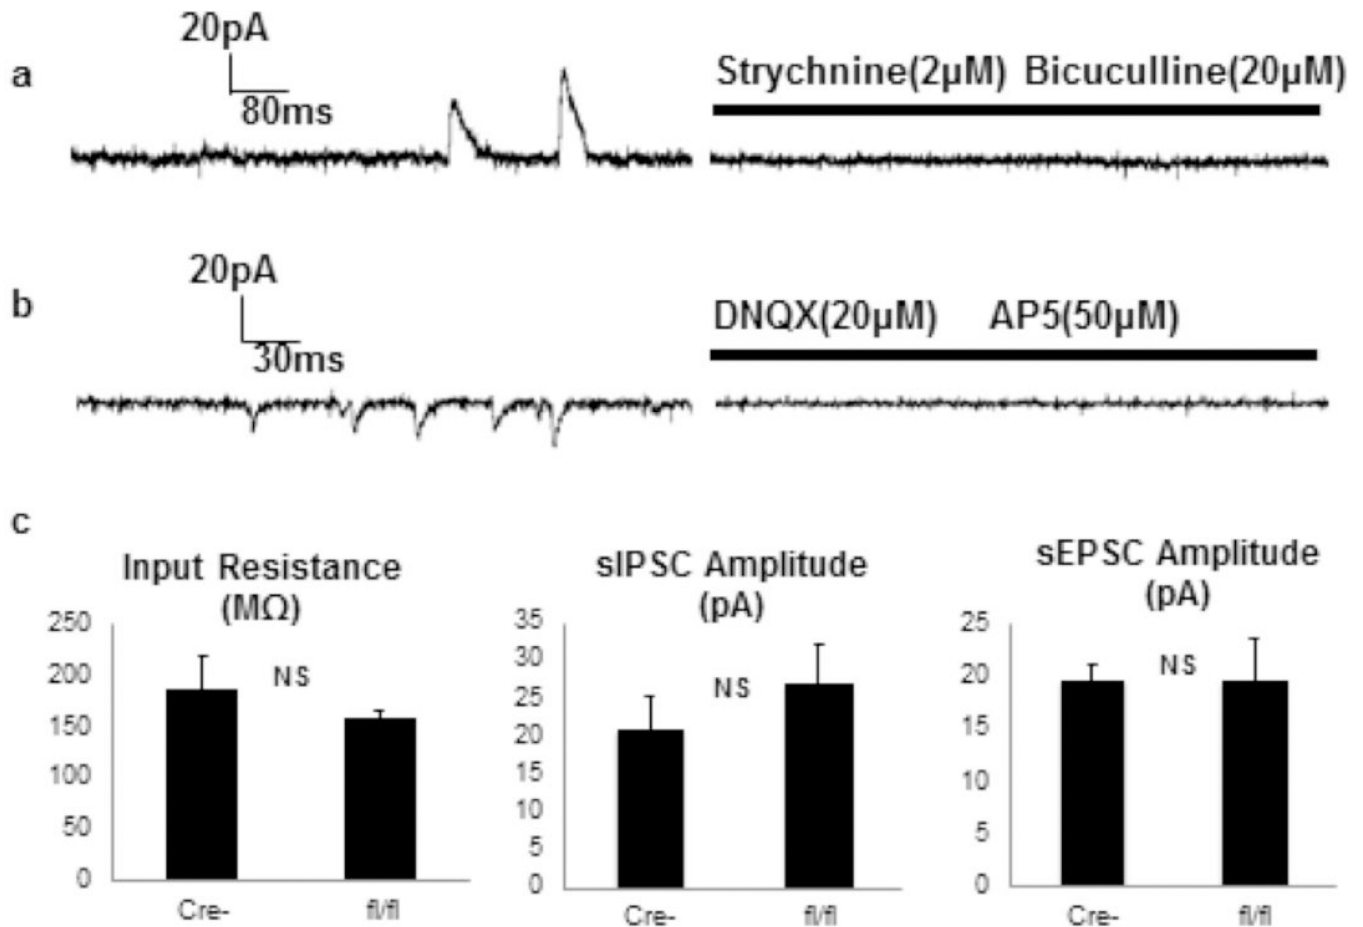 20pA
a
80ms
Strychnine(2µM) Bicuculline(20µM)
20pA
b
30ms
DNQX(20µM) AP5(50µM)
c
Input Resistance
(MΩ)
250
200
150
100
50
0
NS
Cre-
fl/fl
sIPSC Amplitude
(pA)
35
30
25
20
15
10
5
0
NS
Cre-
fl/fl
sEPSC Amplitude
(pA)
25
20
15
10
5
0
NS
Cre-
fl/fl